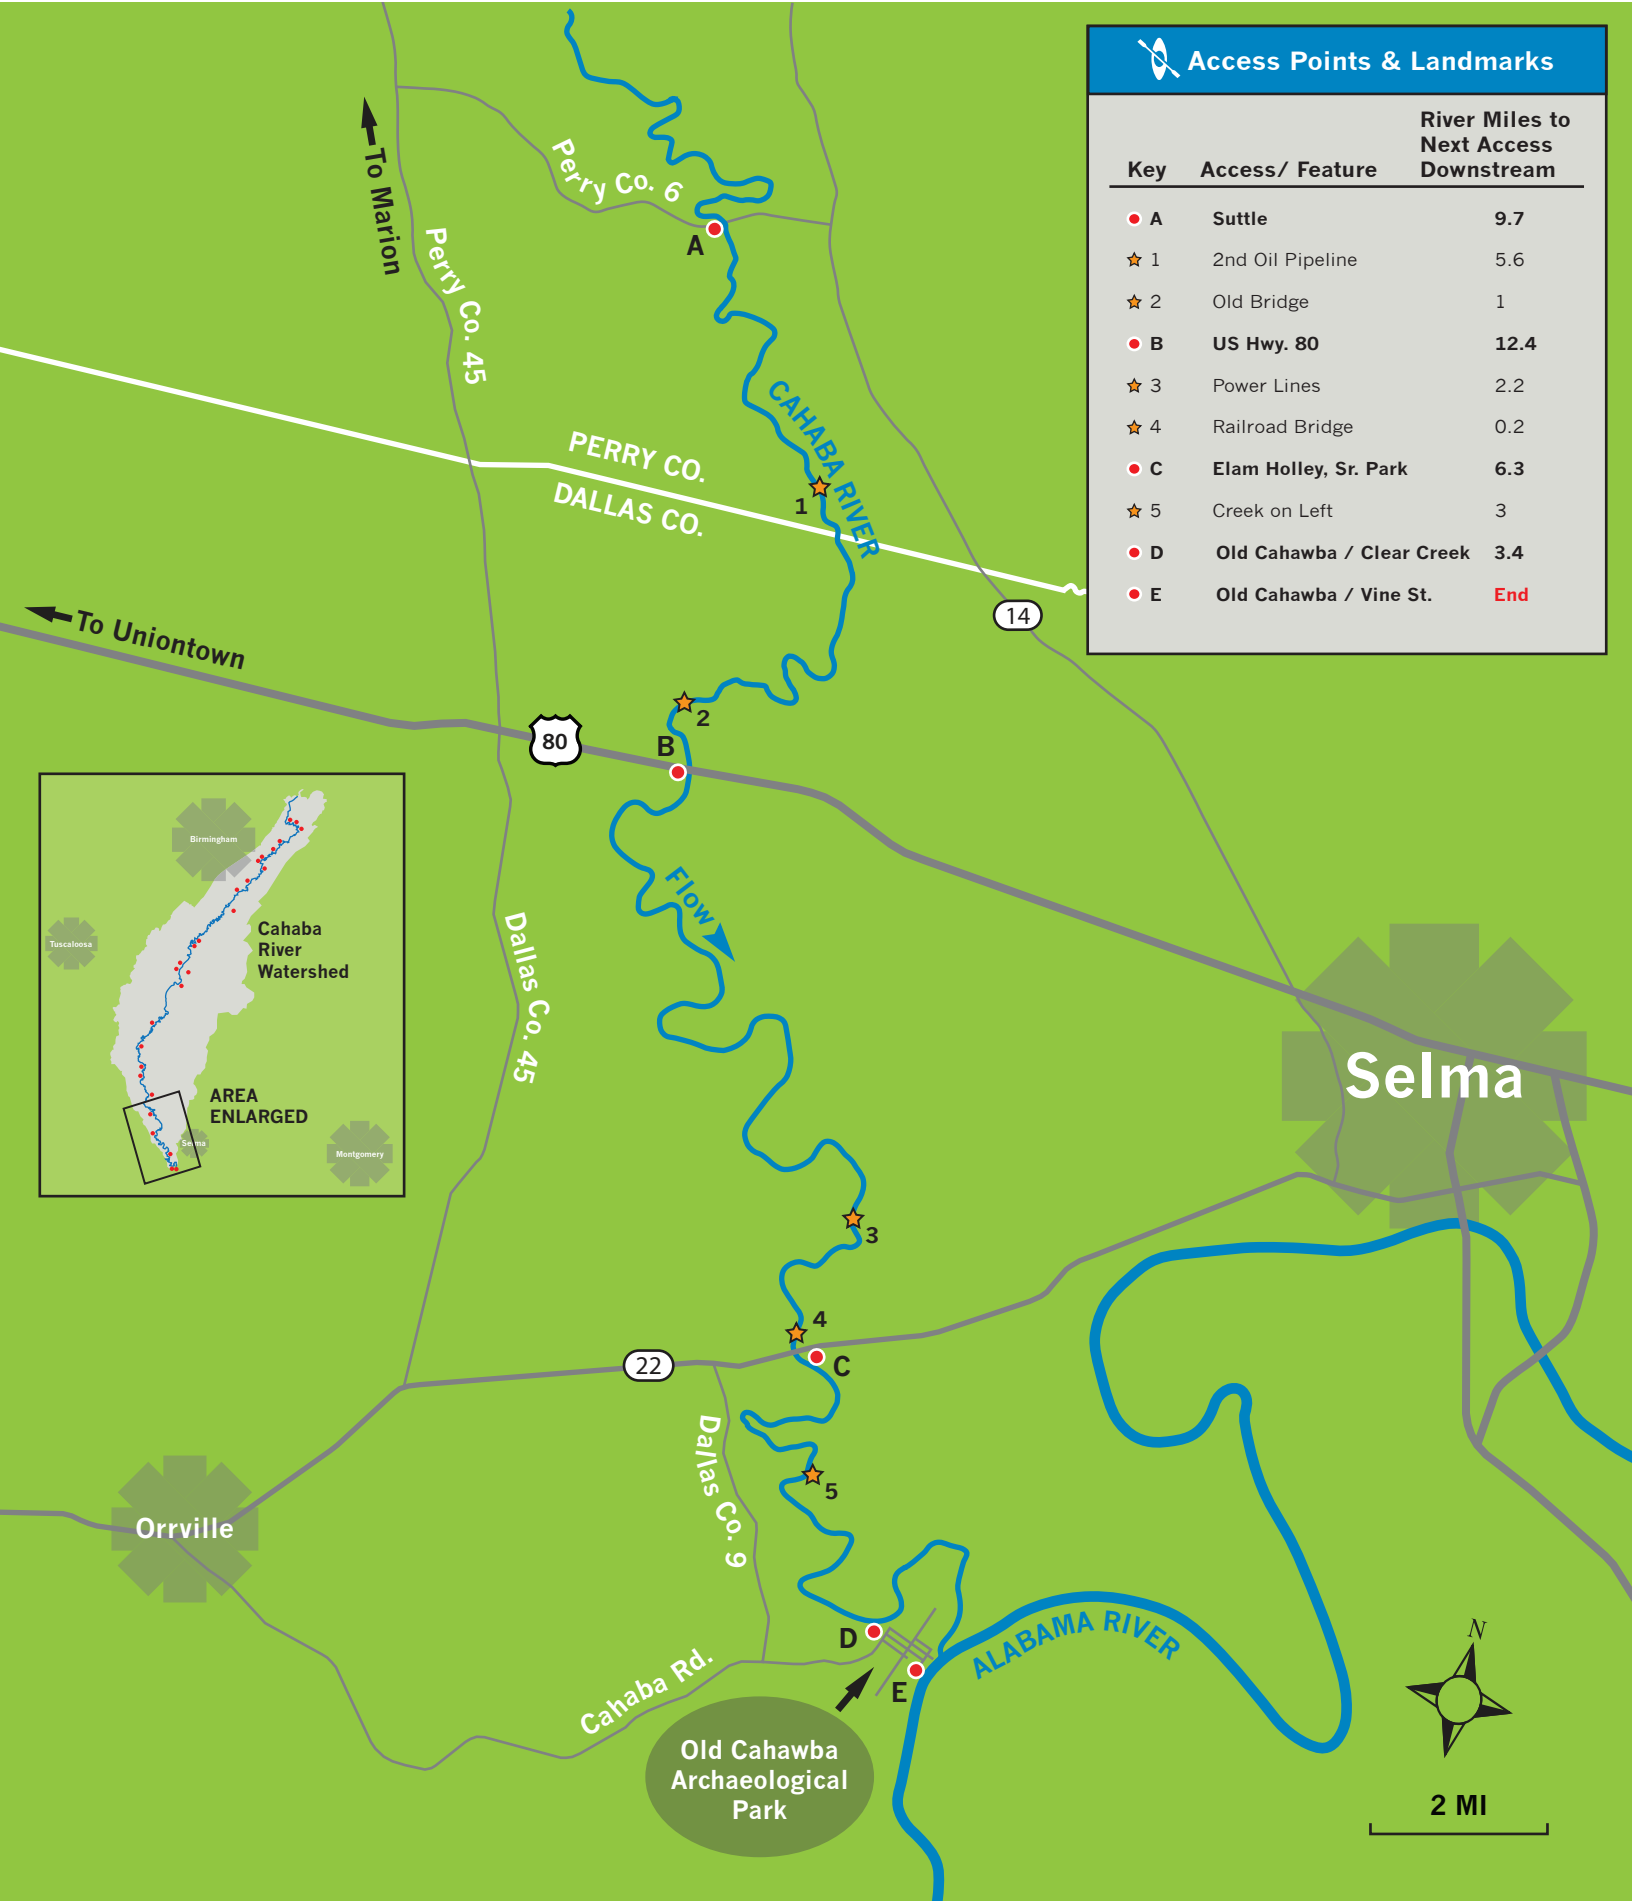 Access Points & Landmarks
Key
Access/ Feature
River Miles to
Next Access
Downstream
A Suttle 9.7
1 2nd Oil Pipeline 5.6
2 Old Bridge 1
B US Hwy. 80 12.4
3 Power Lines 2.2
4 Railroad Bridge 0.2
C Elam Holley, Sr. Park 6.3
5 Creek on Left 3
D Old Cahawba / Clear Creek 3.4
E Old Cahawba / Vine St. End
To Marion
Perry Co. 6
A
Perry Co. 45
CAHABA RIVER
PERRY CO.
DALLAS CO.
1
14
To Uniontown
2
B
80
Flow
Dallas Co. 45
Birmingham
Tuscaloosa
Cahaba
River
Watershed
AREA
ENLARGED
Selma
Montgomery
Selma
3
4
C
22
Dallas Co. 9
5
Orrville
D
E
Cahaba Rd.
ALABAMA RIVER
Old Cahawba
Archaeological
Park
N
2 MI